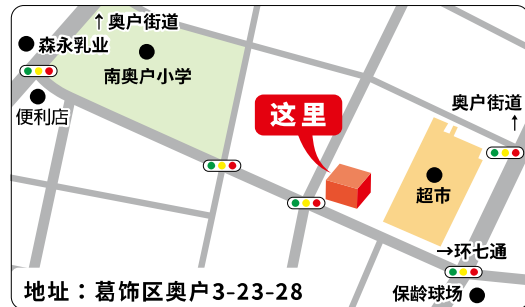 ↑奥户街道
森永乳业
南奥户小学
便利店
奥户街道
↑
这里
超市
→环七通
保龄球场
地址：葛饰区奥户3-23-28